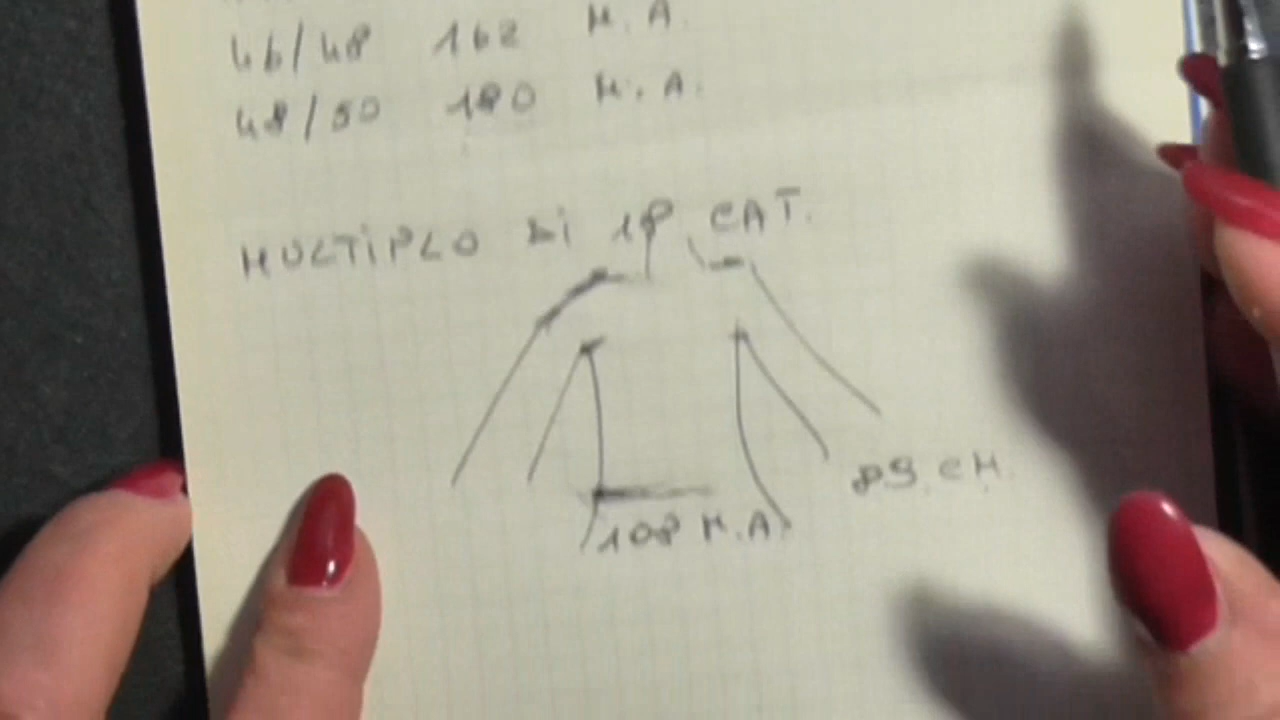 46/48 162 M.A.
48/50 180 M.A.
MULTIPLO Di 18 CAT.
85 CM.
108 M.A.